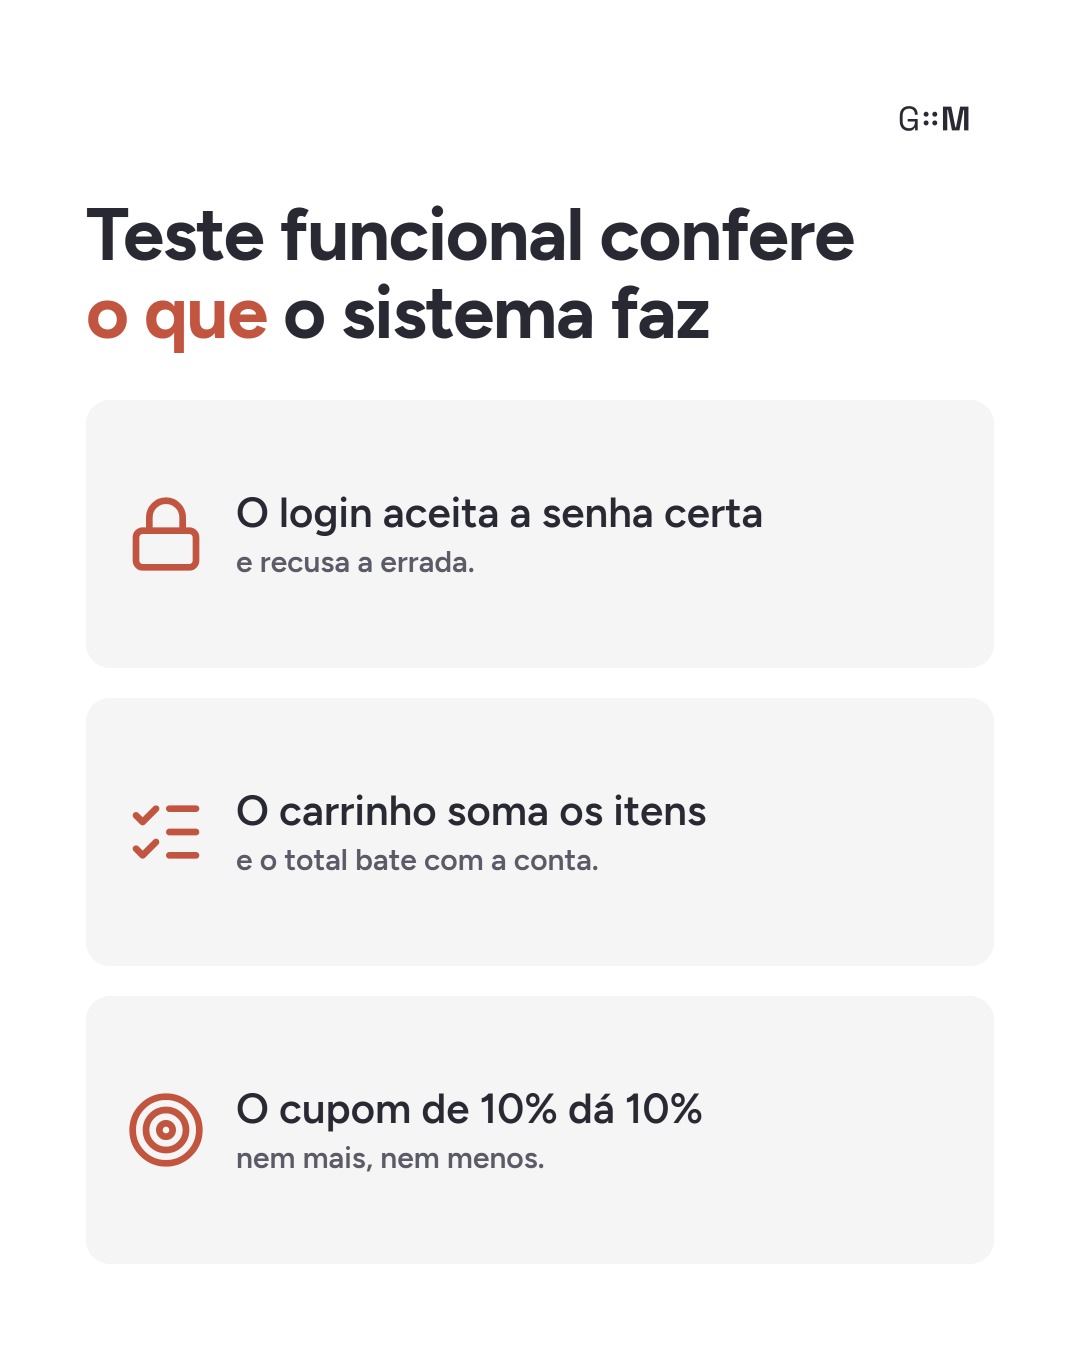 G::M
Teste funcional confere
o que o sistema faz
O login aceita a senha certa
e recusa a errada.
O carrinho soma os itens
e o total bate com a conta.
O cupom de 10% dá 10%
nem mais, nem menos.